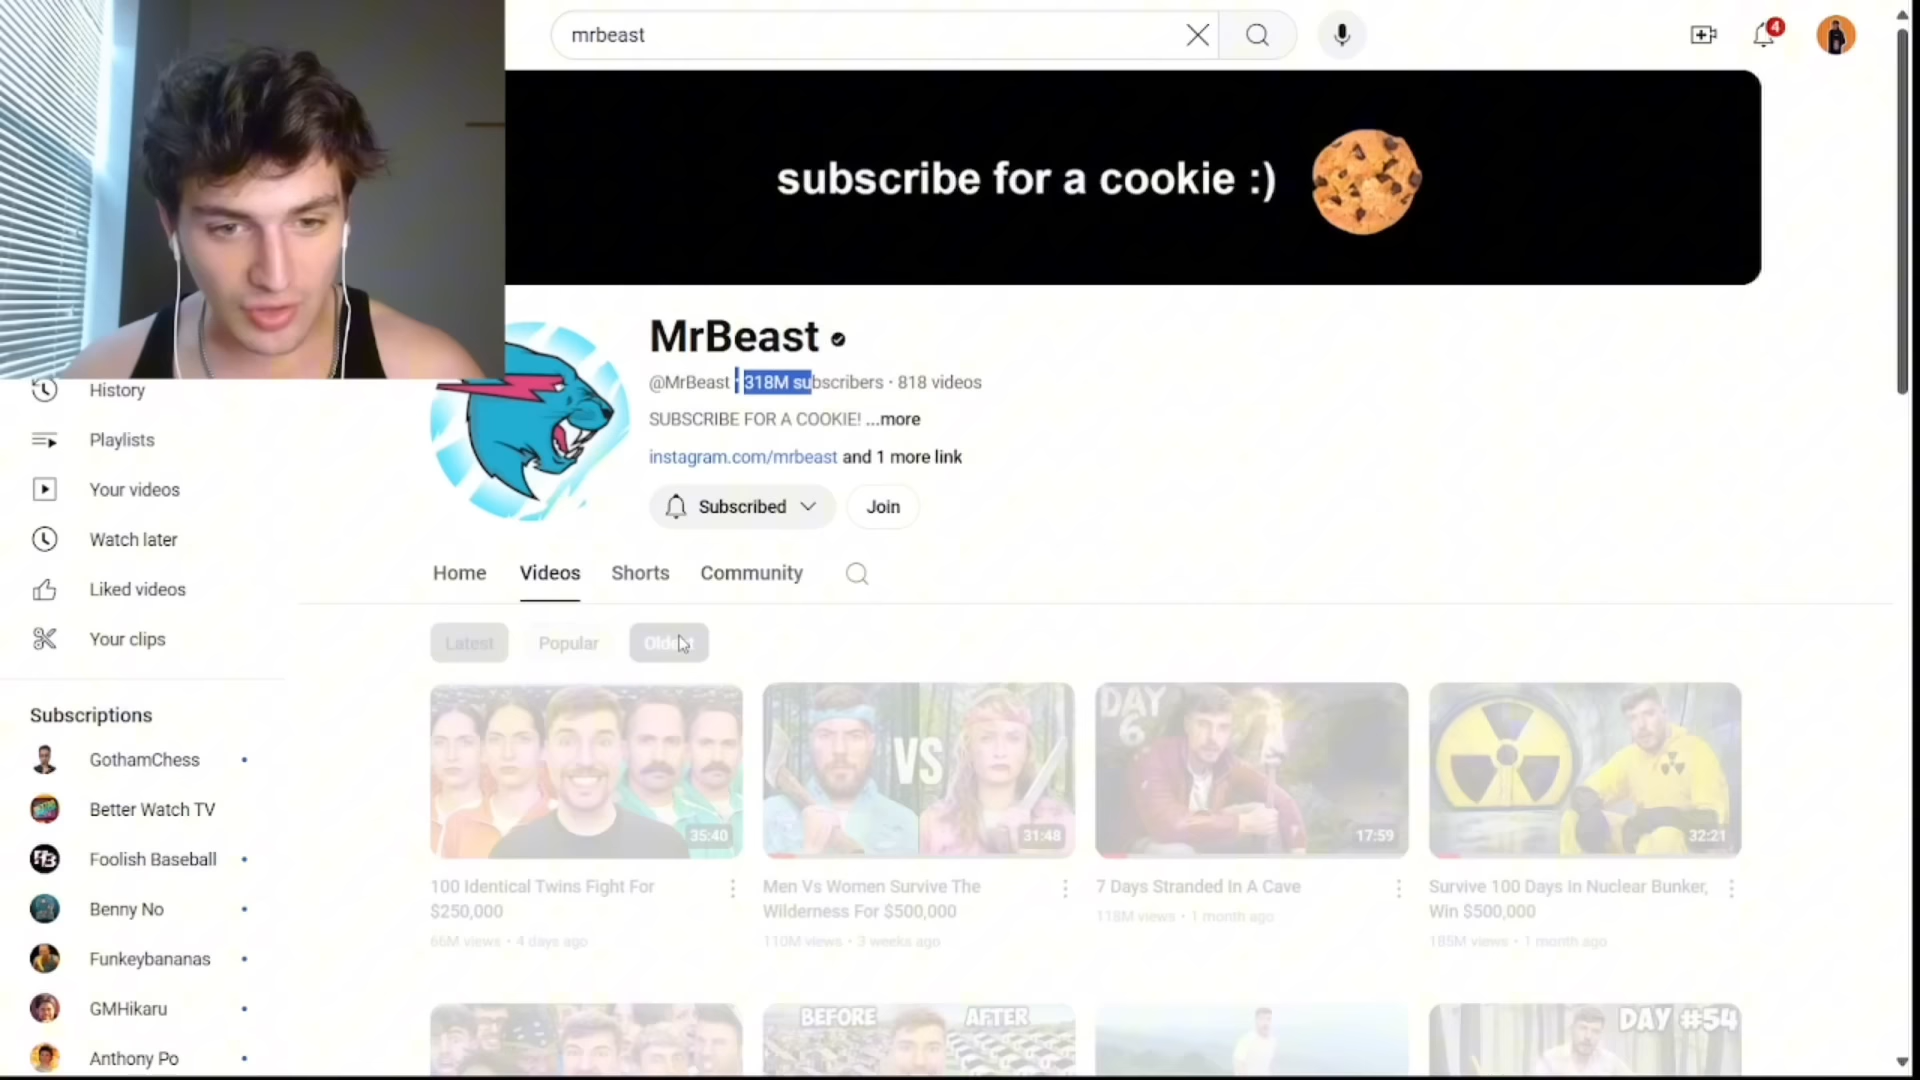 mrbeast
4
subscribe for a cookie :)
MrBeast
@MrBeast · 318M subscribers · 818 videos
SUBSCRIBE FOR A COOKIE! ...more
instagram.com/mrbeast and 1 more link
Subscribed
Join
Home
Videos
Shorts
Community
Latest
Popular
History
Playlists
Your videos
Watch later
Liked videos
Your clips
Subscriptions
GothamChess
Better Watch TV
Foolish Baseball
Benny No
Funkeybananas
GMHikaru
Anthony Po
35:40
100 Identical Twins Fight For
$250,000
66M views • 4 days ago
VS
31:48
Men Vs Women Survive The
Wilderness For $500,000
110M views • 3 weeks ago
DAY
6
17:59
7 Days Stranded In A Cave
118M views • 1 month ago
32:21
Survive 100 Days In Nuclear Bunker,
Win $500,000
185M views • 1 month ago
BEFORE
AFTER
DAY #54